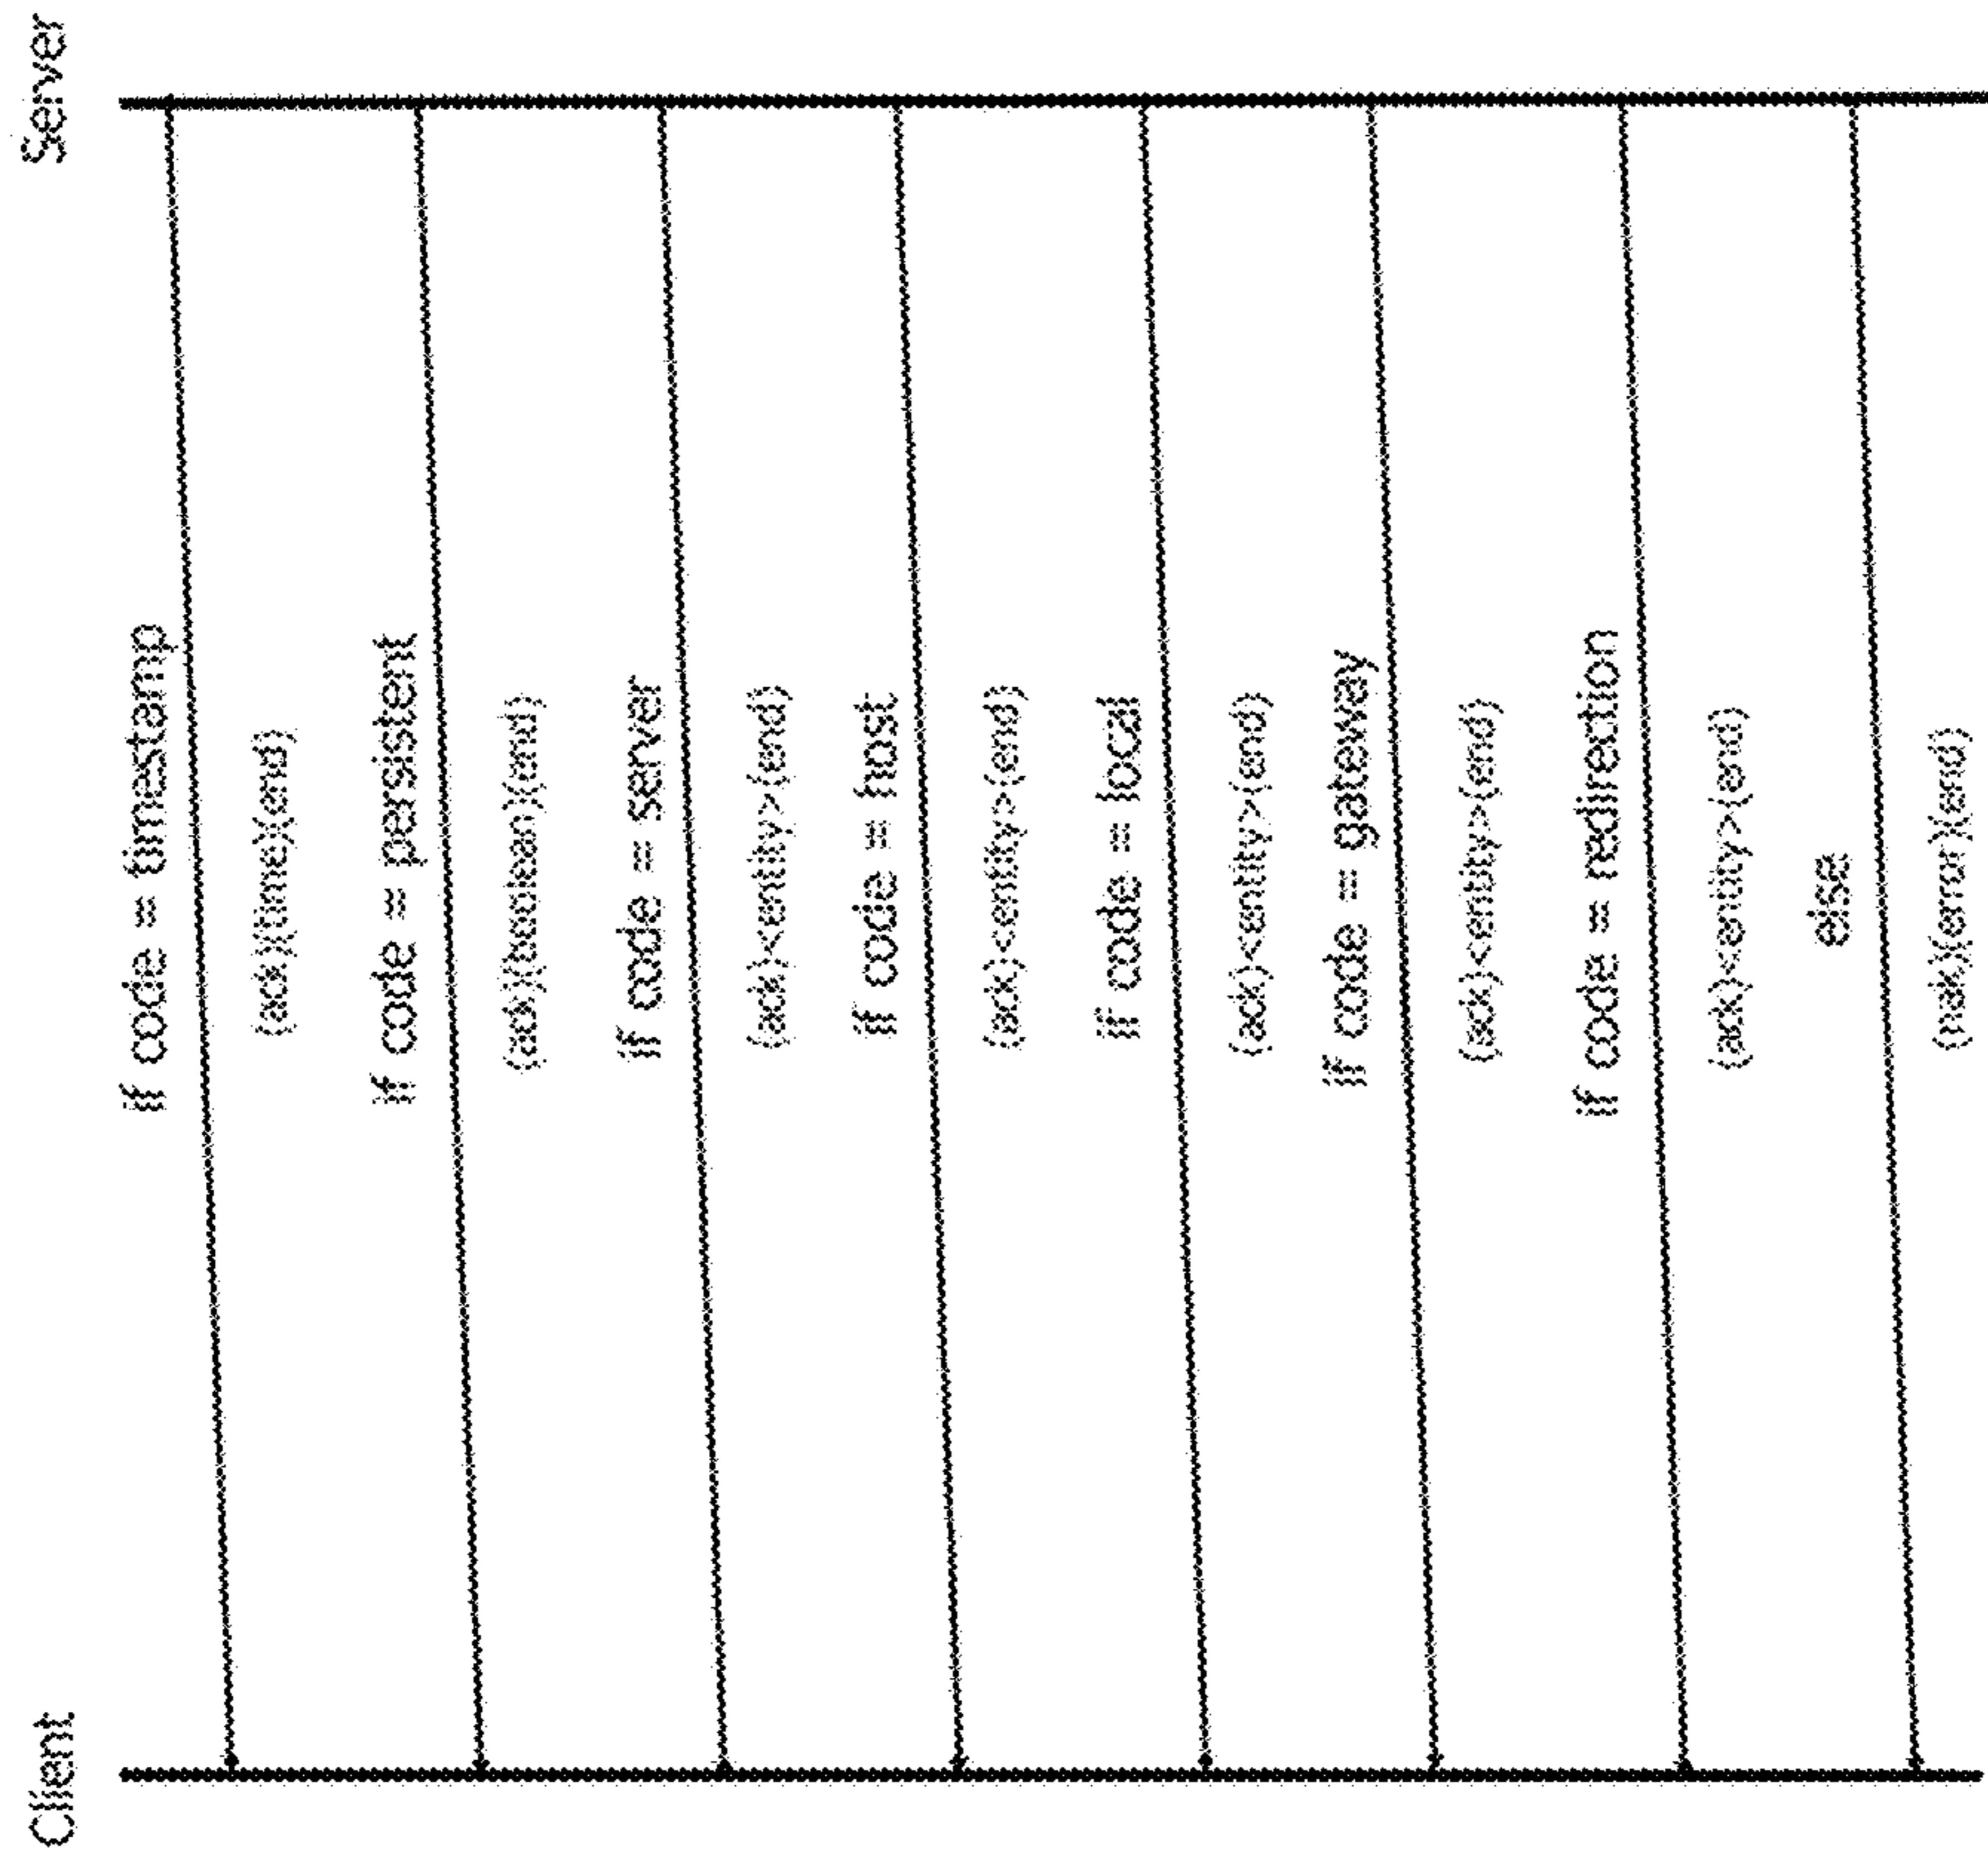 Client
Server
if code = timestamp
(ack)(time)(end)
if code = persistent
(ack)(boolean)(end)
if code = server
(ack)<entity>(end)
if code = host
(ack)<entity>(end)
if code = local
(ack)<entity>(end)
if code = gateway
(ack)<entity>(end)
if code = redirection
(ack)<entity>(end)
else
(nak)(error)(end)